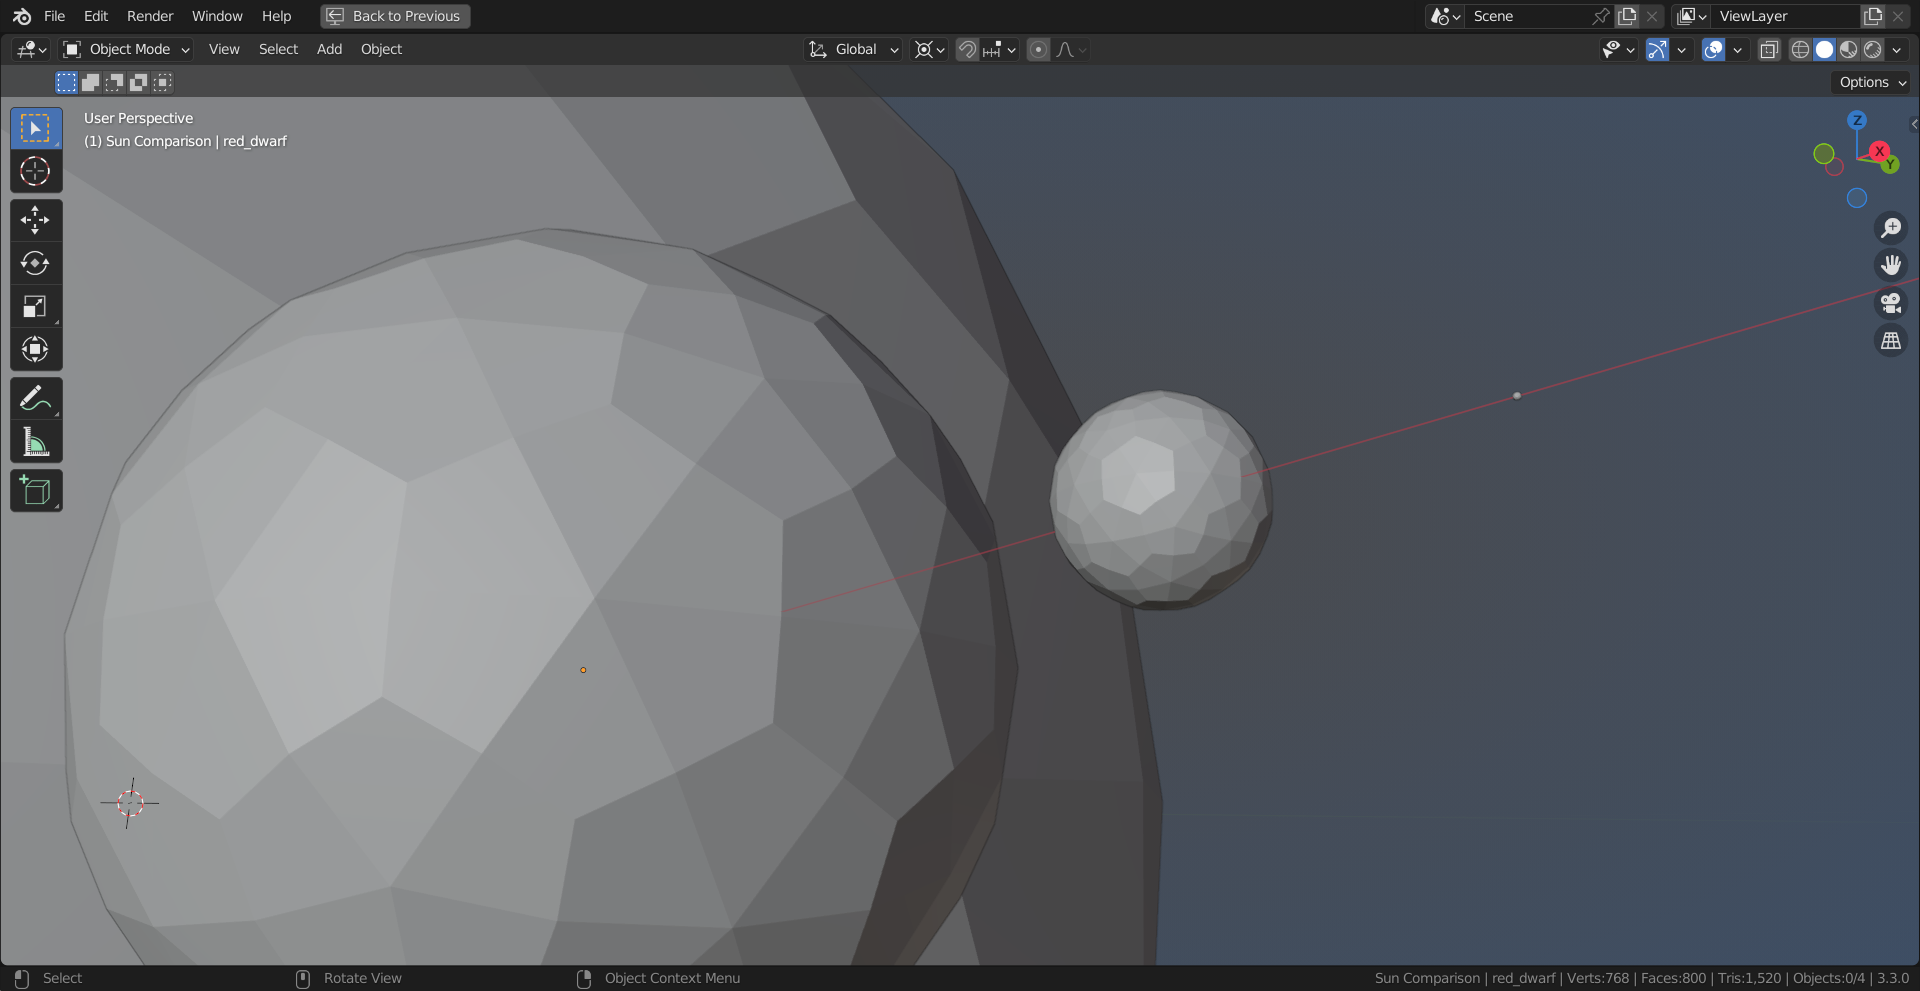 File Edit Render Window Help Back to Previous Scene ViewLayer
Object Mode View Select Add Object Global
Options
User Perspective
(1) Sun Comparison | red_dwarf
Z
X
Y
Select Rotate View Object Context Menu Sun Comparison | red_dwarf | Verts:768 | Faces:800 | Tris:1,520 | Objects:0/4 | 3.3.0